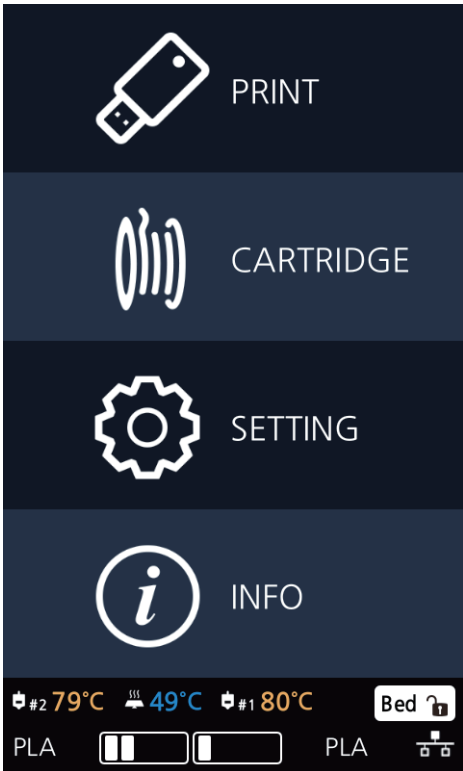 PRINT
CARTRIDGE
SETTING
i INFO
#2 79°C 49°C #1 80°C Bed
PLA PLA